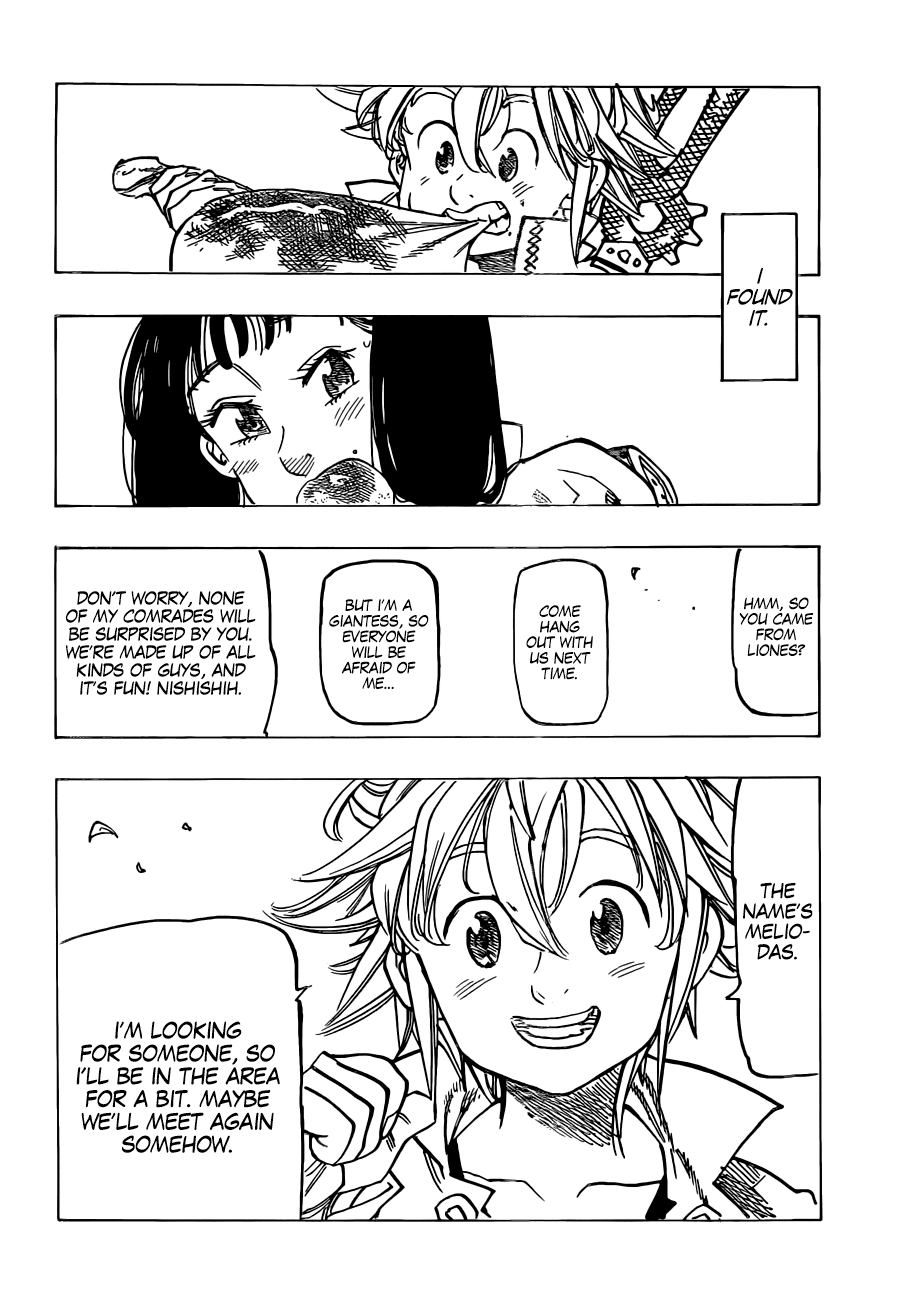 I
FOUND
IT.
HMM, SO
YOU CAME
FROM
LIONES?
COME
HANG
OUT WITH
US NEXT
TIME.
BUT I'M A
GIANTESS, SO
EVERYONE
WILL BE
AFRAID OF
ME...
DON'T WORRY, NONE
OF MY COMRADES WILL
BE SURPRISED BY YOU.
WE'RE MADE UP OF ALL
KINDS OF GUYS, AND
IT'S FUN! NISHISHIH.
THE
NAME'S
MELIO-
DAS.
I'M LOOKING
FOR SOMEONE, SO
I'LL BE IN THE AREA
FOR A BIT. MAYBE
WE'LL MEET AGAIN
SOMEHOW.